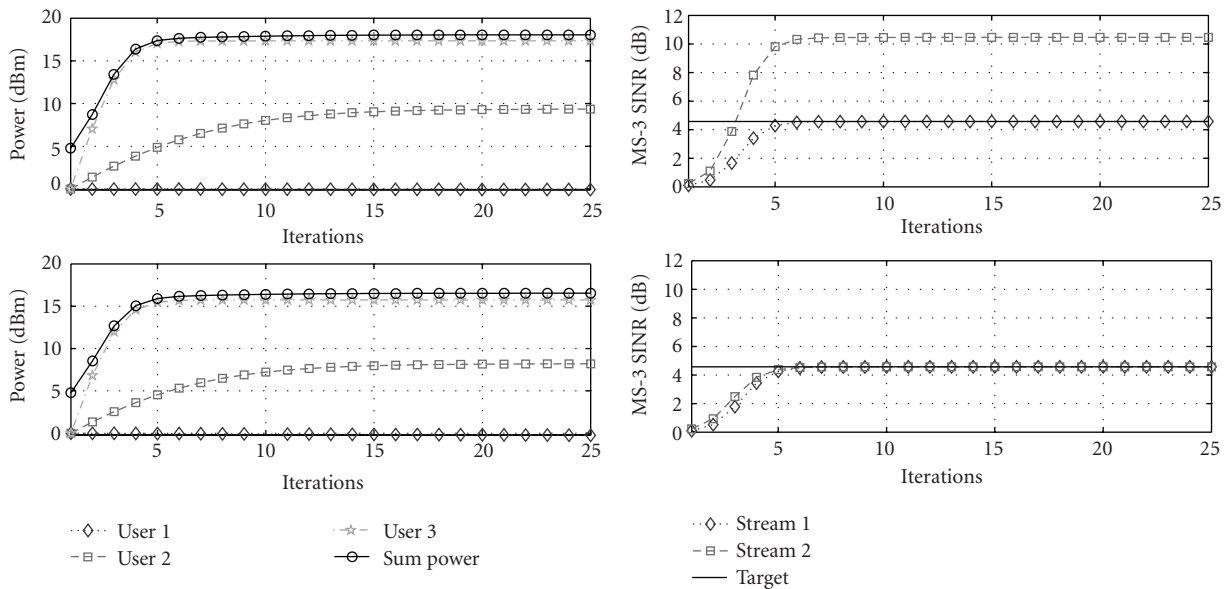 20
15
10
5
0
Power (dBm)
5
10
15
20
25
Iterations
12
10
8
6
4
2
0
MS-3 SINR (dB)
5
10
15
20
25
Iterations
20
15
10
5
0
Power (dBm)
5
10
15
20
25
Iterations
12
10
8
6
4
2
0
MS-3 SINR (dB)
5
10
15
20
25
Iterations
User 1
User 2
User 3
Sum power
Stream 1
Stream 2
Target